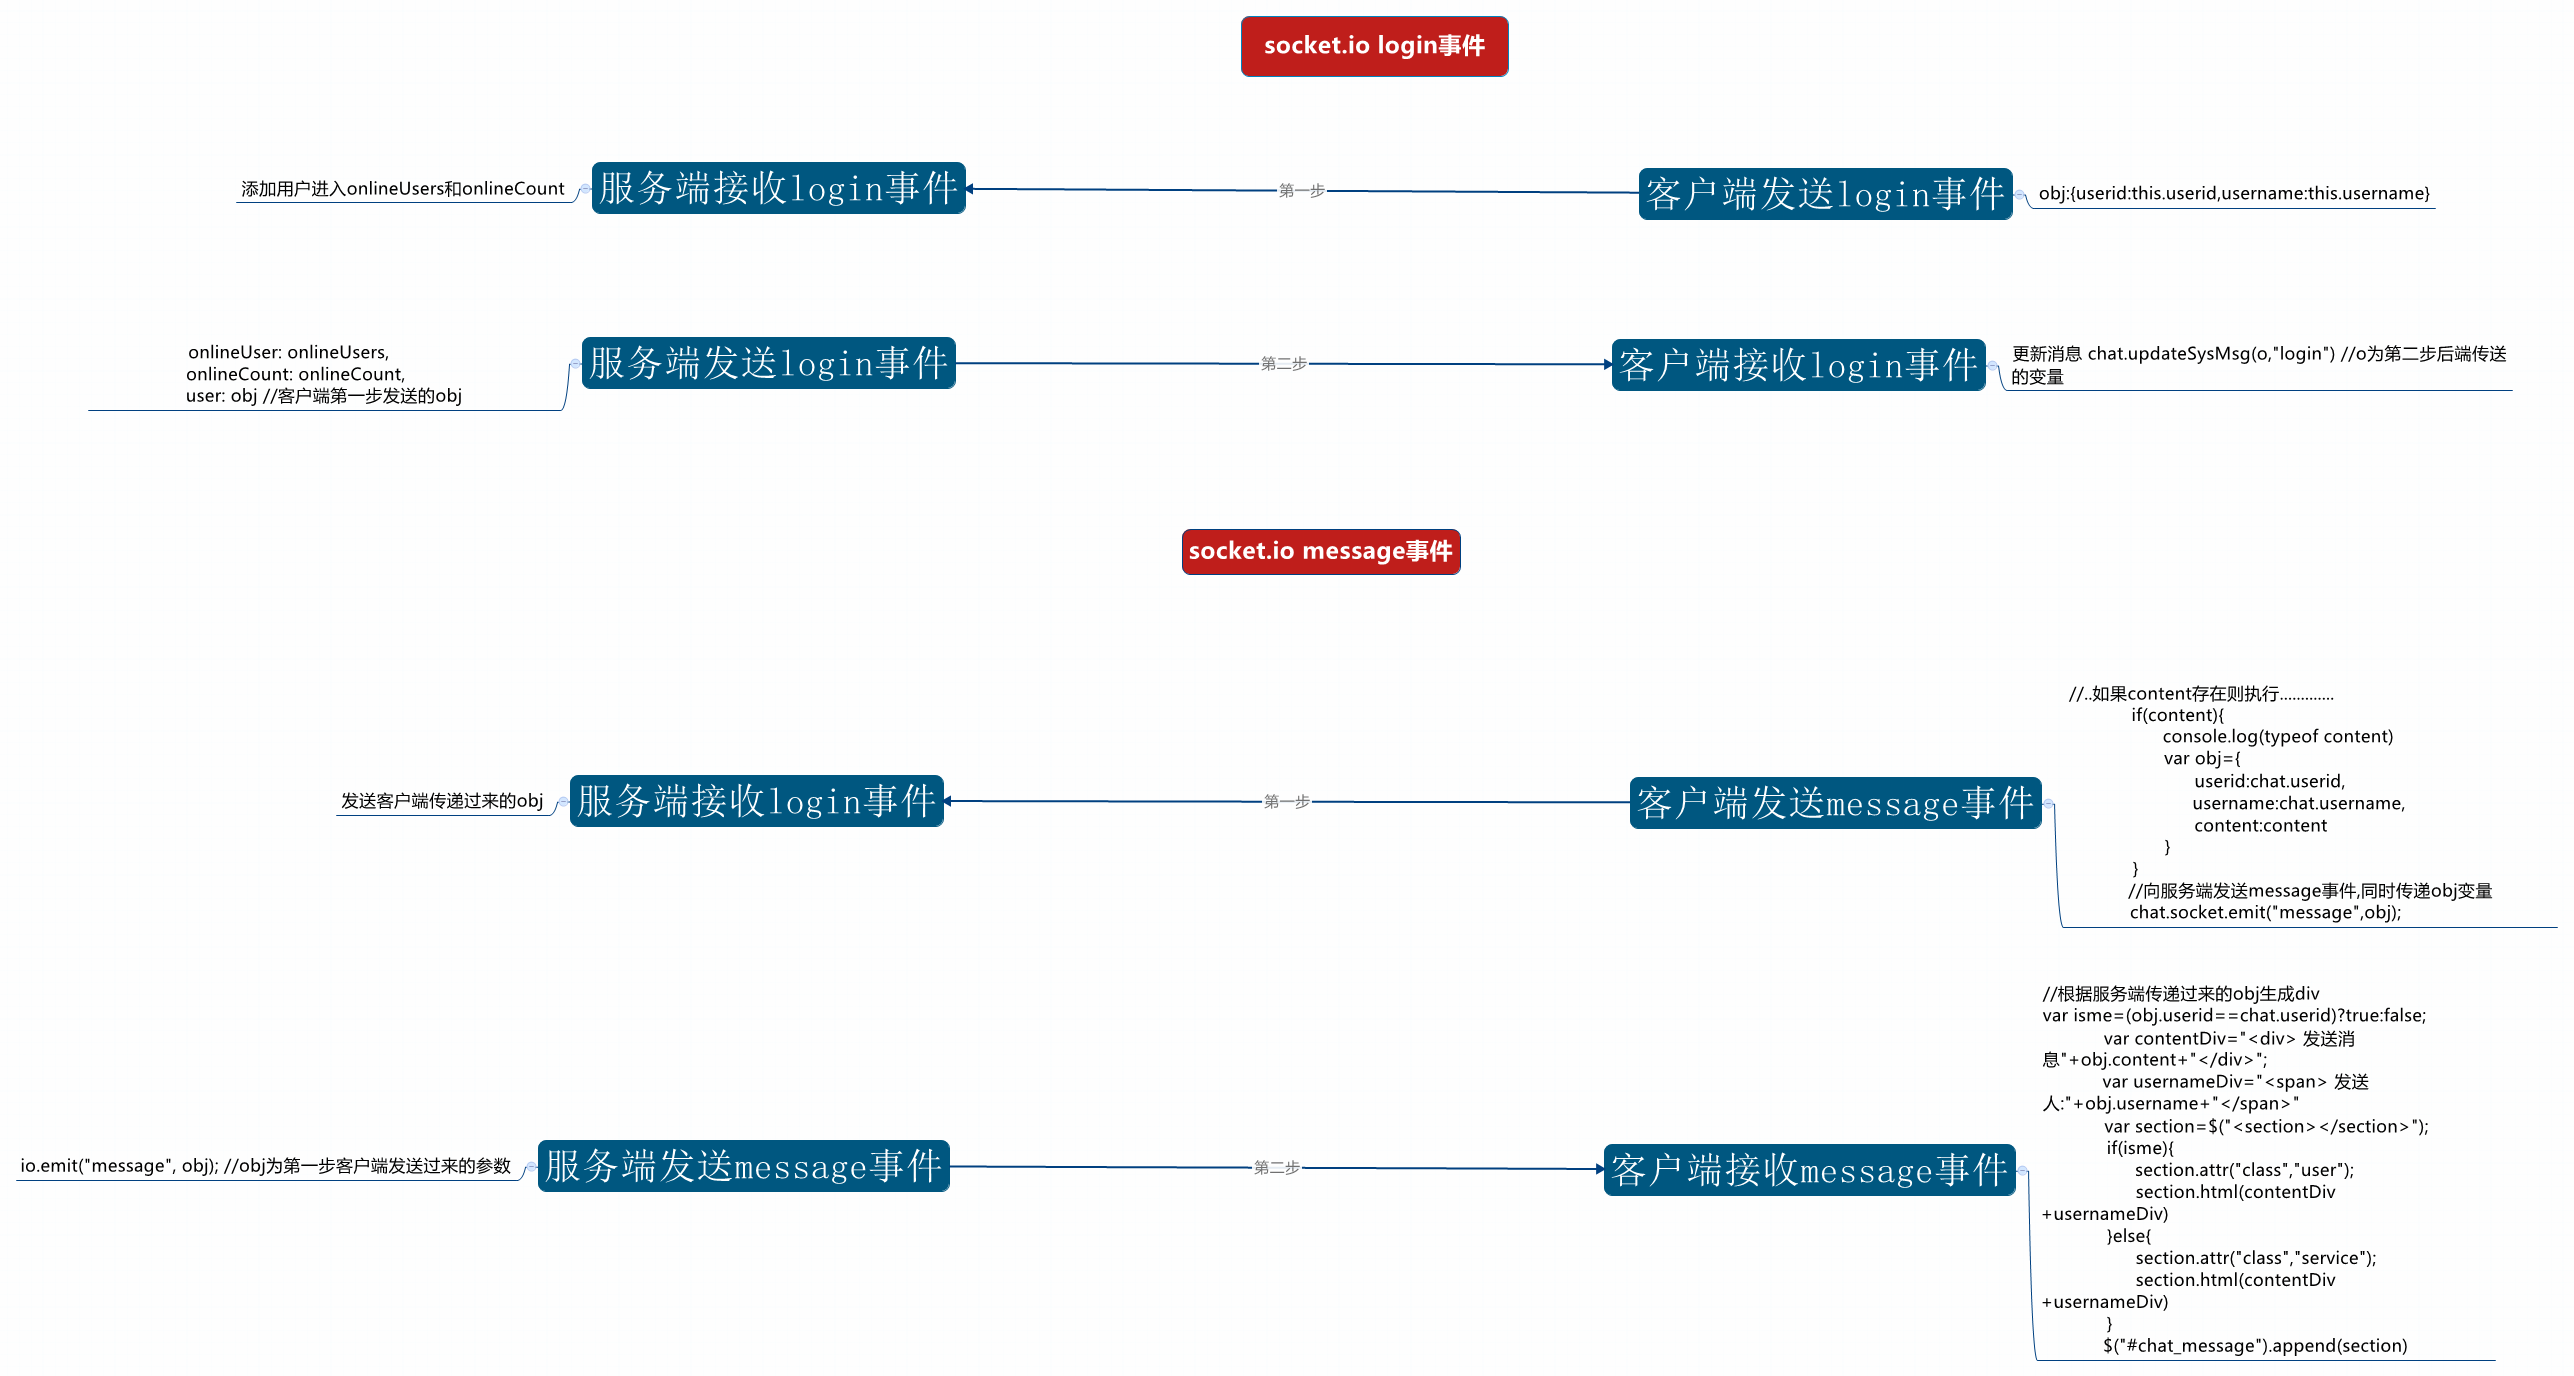 socket.io login事件
添加用户进入onlineUsers和onlineCount
服务端接收login事件
第一步
客户端发送login事件
obj:{userid:this.userid,username:this.username}
onlineUser: onlineUsers,
onlineCount: onlineCount,
user: obj //客户端第一步发送的obj
服务端发送login事件
第二步
客户端接收login事件
更新消息 chat.updateSysMsg(o,"login") //o为第二步后端传送
的变量
socket.io message事件
发送客户端传递过来的obj
服务端接收login事件
第一步
客户端发送message事件
//..如果content存在则执行.............
if(content){
console.log(typeof content)
var obj={
userid:chat.userid,
username:chat.username,
content:content
}
}
//向服务端发送message事件,同时传递obj变量
chat.socket.emit("message",obj);
io.emit("message", obj); //obj为第一步客户端发送过来的参数
服务端发送message事件
第二步
客户端接收message事件
//根据服务端传递过来的obj生成div
var isme=(obj.userid==chat.userid)?true:false;
var contentDiv="<div> 发送消
息"+obj.content+"</div>";
var usernameDiv="<span> 发送
人:"+obj.username+"</span>"
var section=$("<section></section>");
if(isme){
section.attr("class","user");
section.html(contentDiv
+usernameDiv)
}else{
section.attr("class","service");
section.html(contentDiv
+usernameDiv)
}
$("#chat_message").append(section)